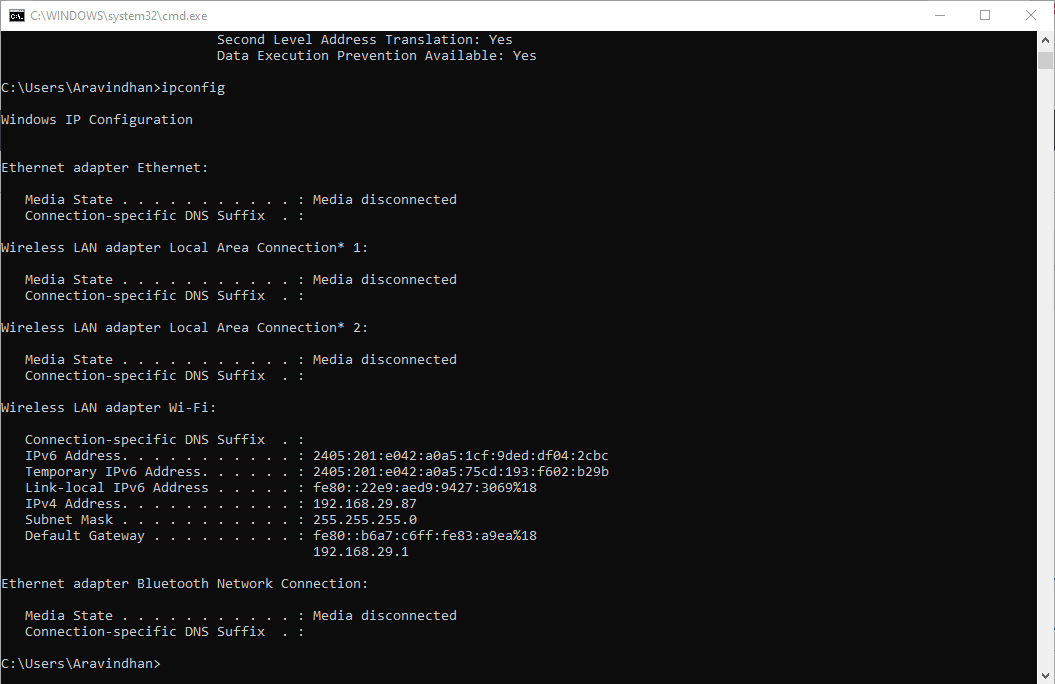 C:\WINDOWS\system32\cmd.exe
Second Level Address Translation: Yes
Data Execution Prevention Available: Yes
C:\Users\Aravindhan>ipconfig
Windows IP Configuration
Ethernet adapter Ethernet:
Media State . . . . . . . . . . . : Media disconnected
Connection-specific DNS Suffix  . :
Wireless LAN adapter Local Area Connection* 1:
Media State . . . . . . . . . . . : Media disconnected
Connection-specific DNS Suffix  . :
Wireless LAN adapter Local Area Connection* 2:
Media State . . . . . . . . . . . : Media disconnected
Connection-specific DNS Suffix  . :
Wireless LAN adapter Wi-Fi:
Connection-specific DNS Suffix  . :
IPv6 Address. . . . . . . . . . . : 2405:201:e042:a0a5:1cf:9ded:df04:2cbc
Temporary IPv6 Address. . . . . . : 2405:201:e042:a0a5:75cd:193:f602:b29b
Link-local IPv6 Address . . . . . : fe80::22e9:aed9:9427:3069%18
IPv4 Address. . . . . . . . . . . : 192.168.29.87
Subnet Mask . . . . . . . . . . . : 255.255.255.0
Default Gateway . . . . . . . . . : fe80::b6a7:c6ff:fe83:a9ea%18
192.168.29.1
Ethernet adapter Bluetooth Network Connection:
Media State . . . . . . . . . . . : Media disconnected
Connection-specific DNS Suffix  . :
C:\Users\Aravindhan>